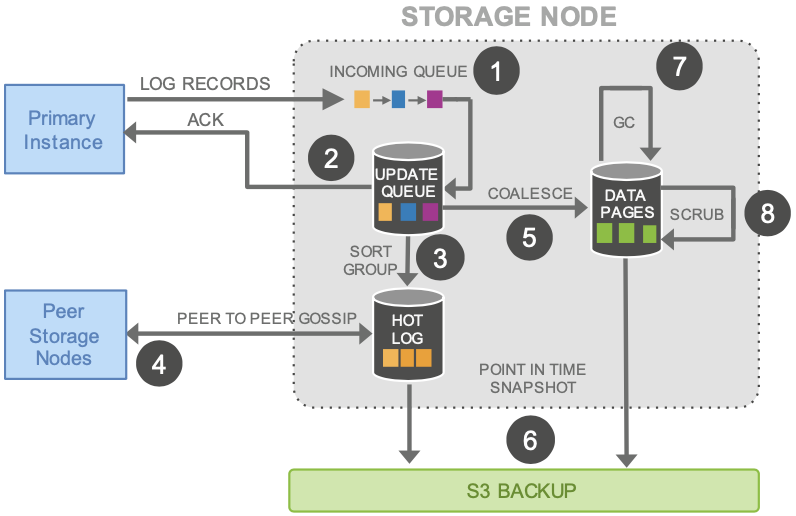 STORAGE NODE
INCOMING QUEUE
1
7
LOG RECORDS
Primary
Instance
ACK
GC
2
UPDATE
QUEUE
COALESCE
DATA
PAGES
SCRUB
8
5
SORT
GROUP
3
Peer
Storage
Nodes
PEER TO PEER GOSSIP
HOT
LOG
4
POINT IN TIME
SNAPSHOT
6
S3 BACKUP